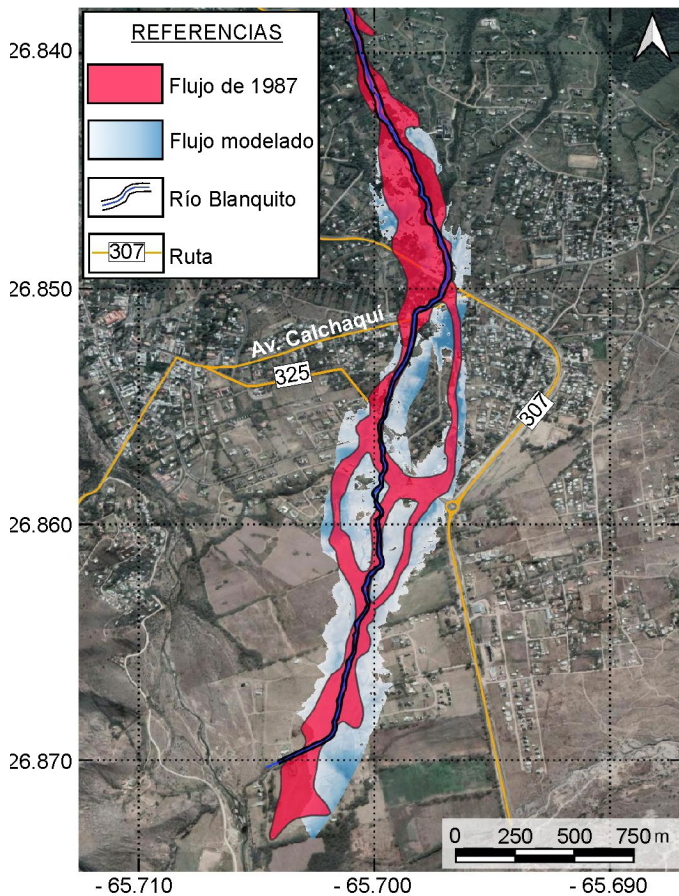 REFERENCIAS
Flujo de 1987
Flujo modelado
Río Blanquito
307
Ruta
26.840
26.850
26.860
26.870
Av. Calchaquí
325
307
0 250 500 750 m
- 65.710
- 65.700
- 65.690